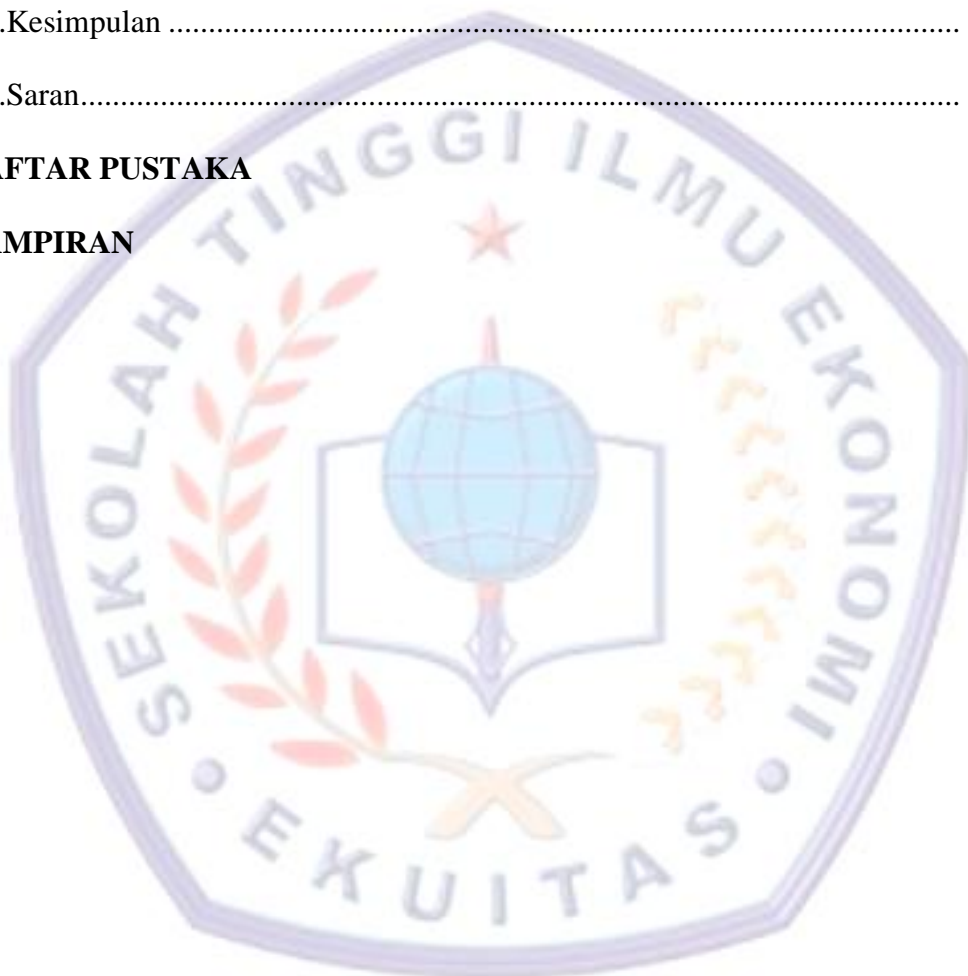 .Kesimpulan ....................................................................................................
.Saran...............................................................................................................
AFTAR PUSTAKA
AMPIRAN
SEKOLAH TINGGI ILMU EKONOMI
• EKUITAS •